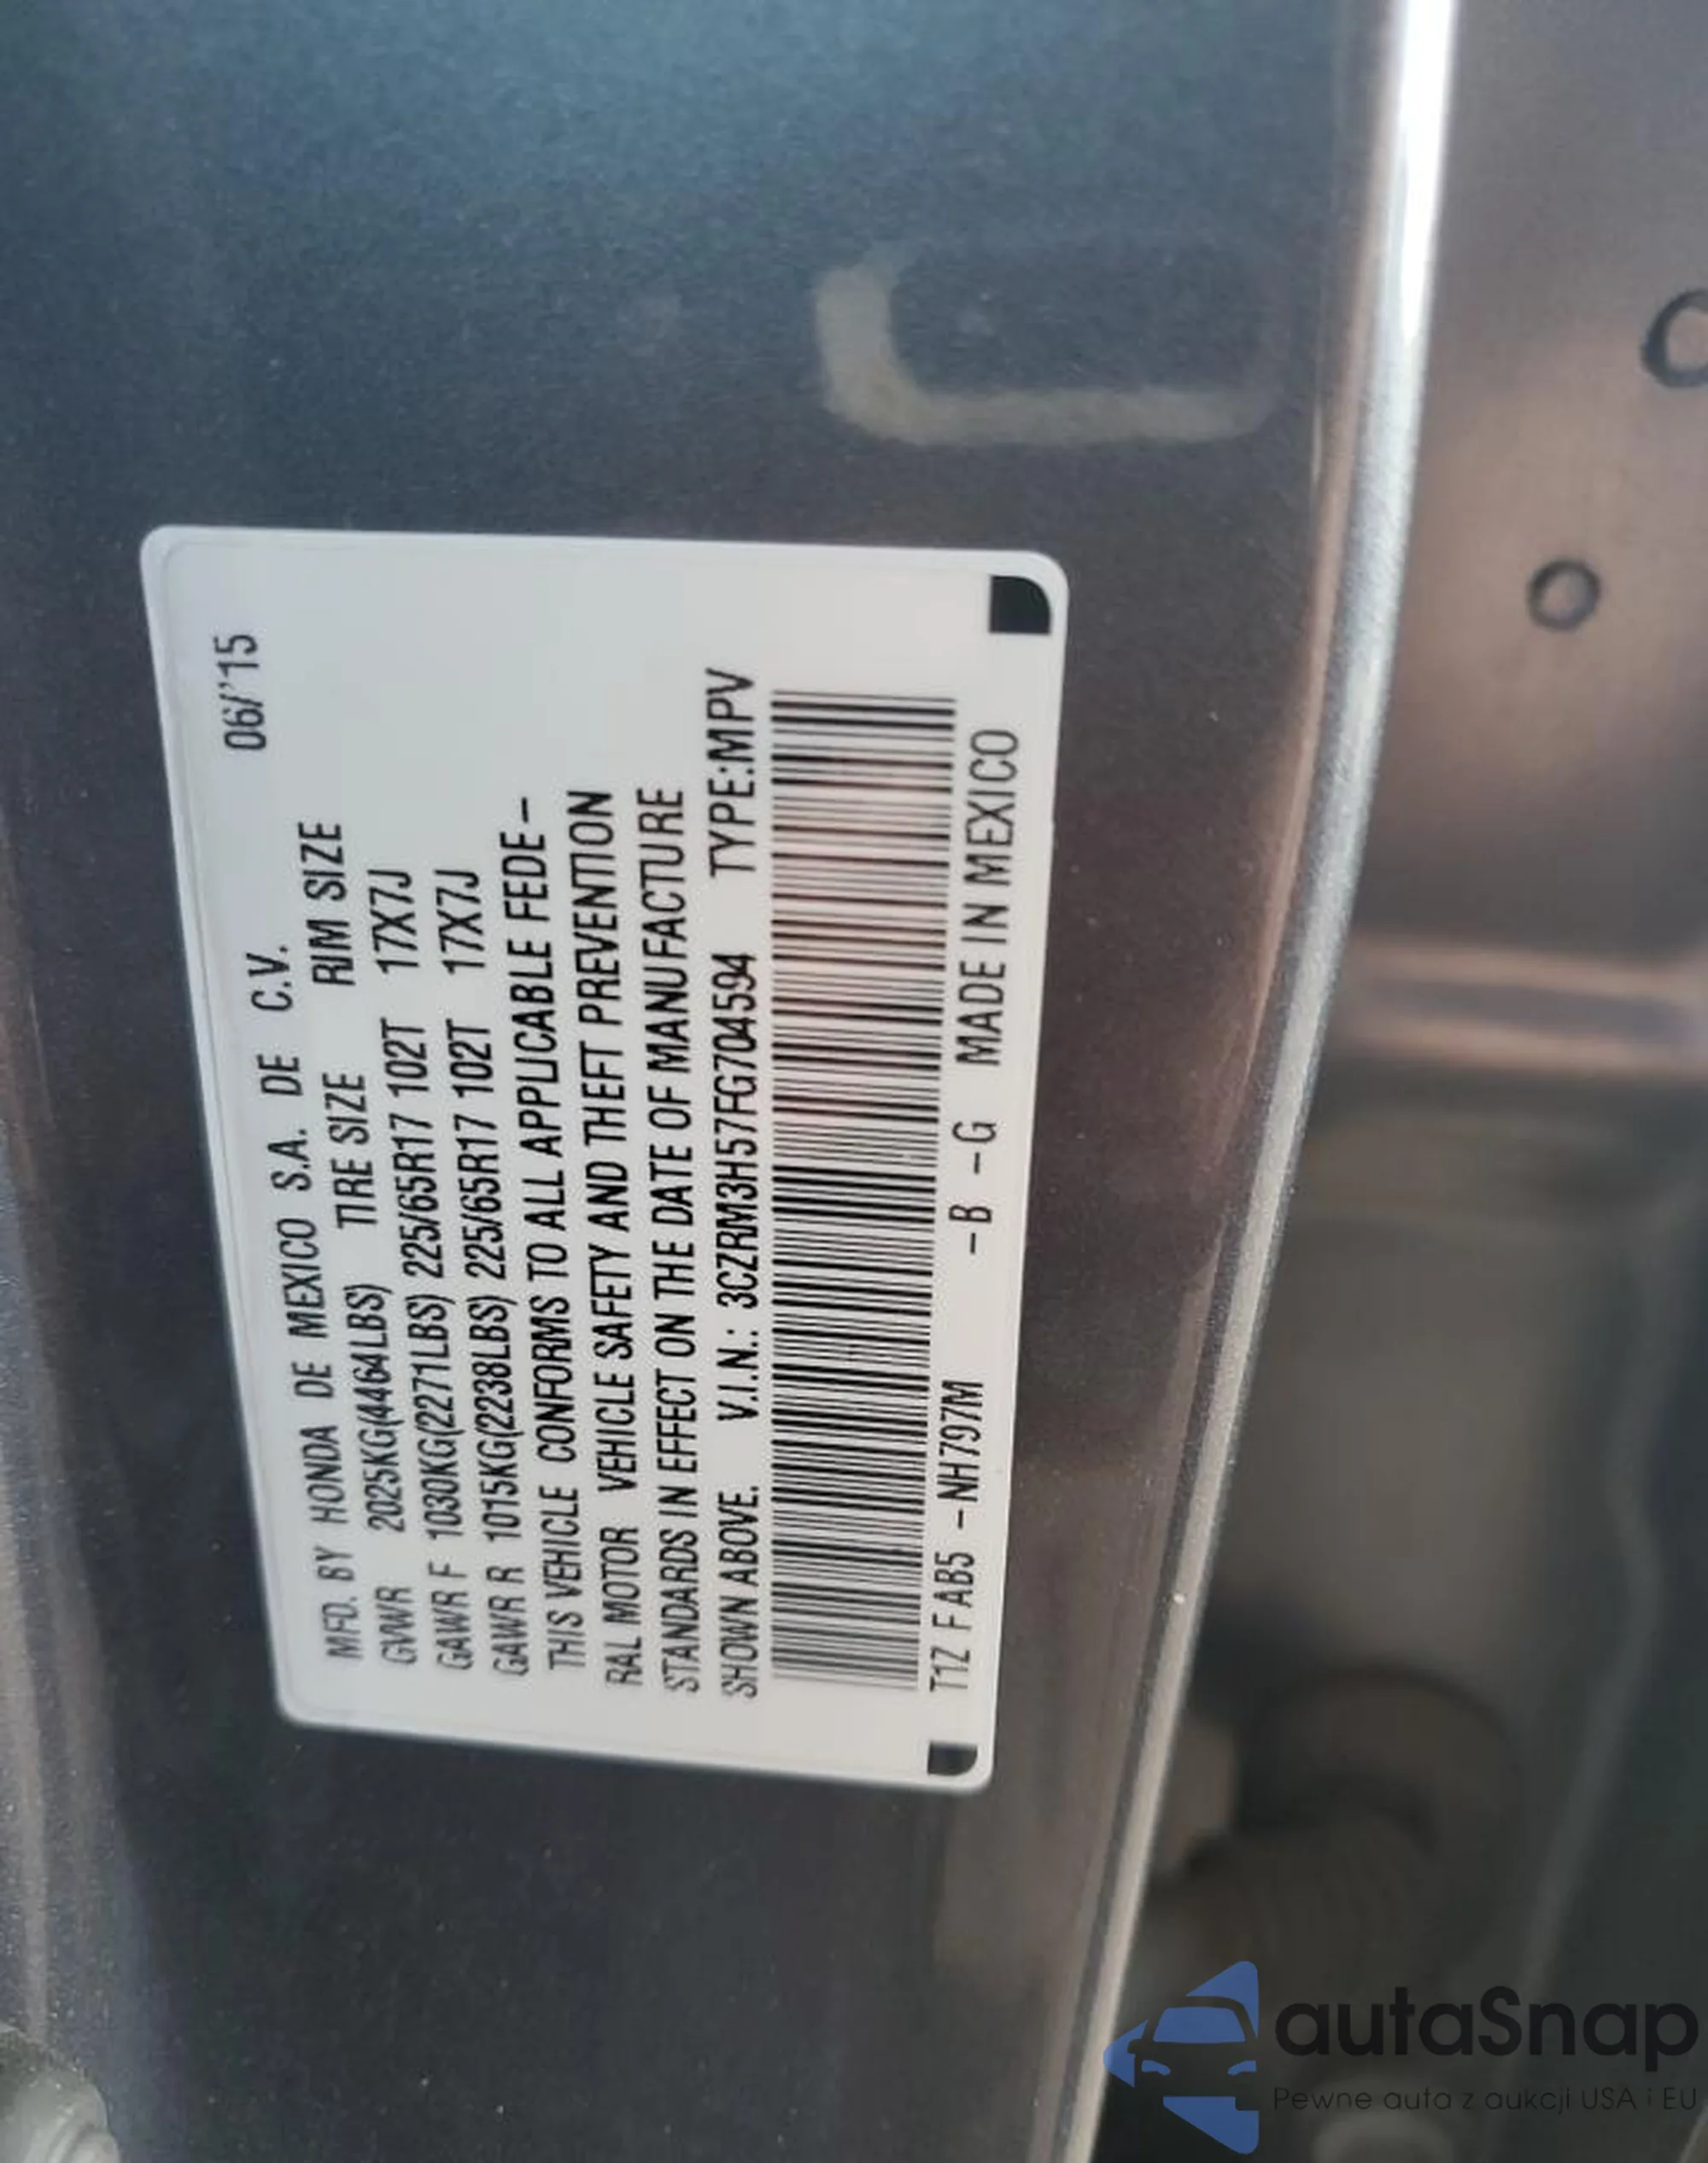 06/'15
MFD. BY HONDA DE MEXICO S.A. DE C.V.
GVWR 2025KG(4464LBS) TIRE SIZE RIM SIZE
GAWR F 1030KG(2271LBS) 225/65R17 102T 17X7J
GAWR R 1015KG(2238LBS) 225/65R17 102T 17X7J
THIS VEHICLE CONFORMS TO ALL APPLICABLE FEDE-
RAL MOTOR VEHICLE SAFETY AND THEFT PREVENTION
STANDARDS IN EFFECT ON THE DATE OF MANUFACTURE
SHOWN ABOVE. V.I.N.: 3CZRM3H57FG704594 TYPE:MPV
T1Z F AB5 -NH797M -B -G MADE IN MEXICO
autaSnap
Pewne auta z aukcji USA i EU